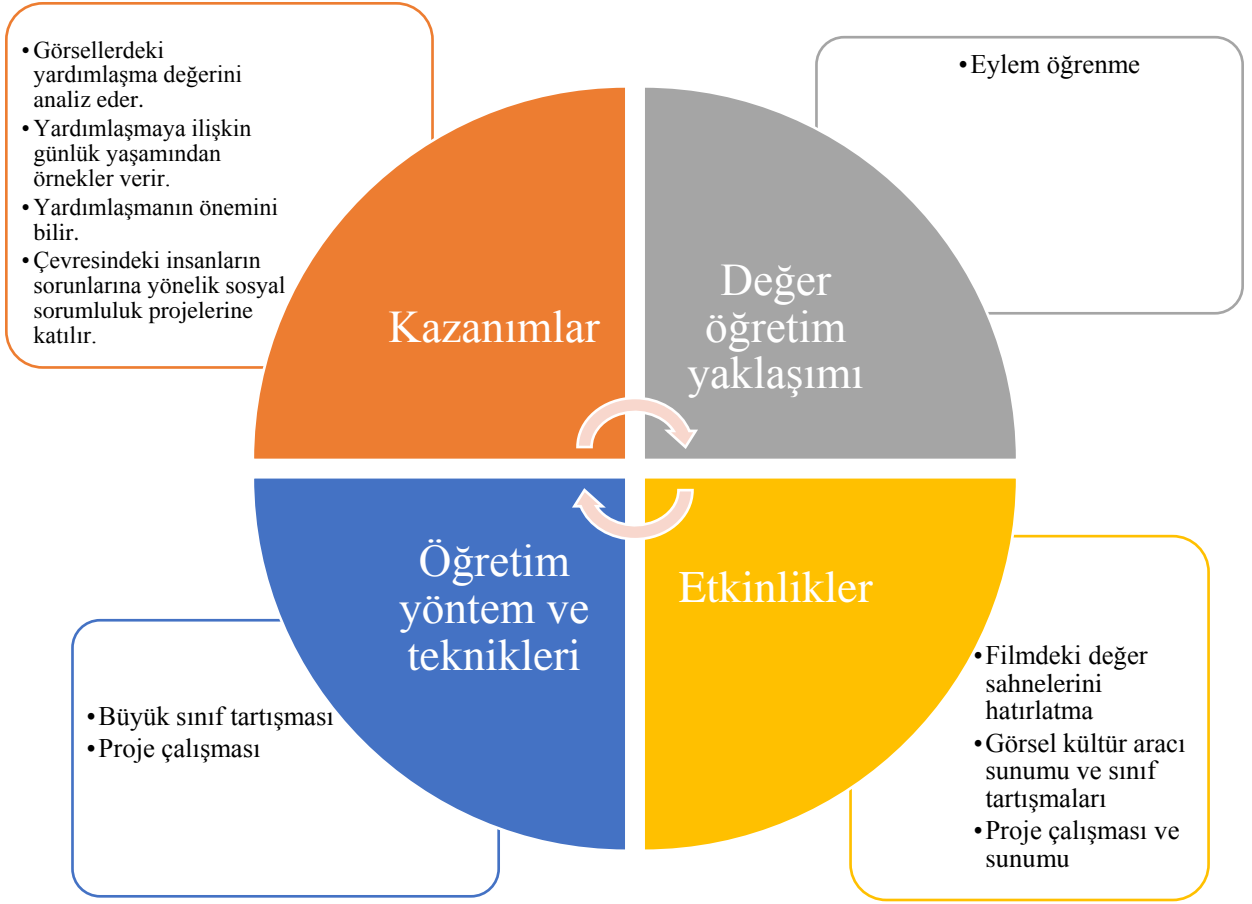 •Görsellerdeki
yardımlaşma değerini
analiz eder.
•Yardımlaşmaya ilişkin
günlük yaşamından
örnekler verir.
•Yardımlaşmanın önemini
bilir.
•Çevresindeki insanların
sorunlarına yönelik sosyal
sorumluluk projelerine
katılır.
Kazanımlar
•Eylem öğrenme
Değer
öğretim
yaklaşımı
Öğretim
yöntem ve
teknikleri
•Büyük sınıf tartışması
•Proje çalışması
Etkinlikler
•Filmdeki değer
sahnelerini
hatırlatma
•Görsel kültür aracı
sunumu ve sınıf
tartışmaları
•Proje çalışması ve
sunumu